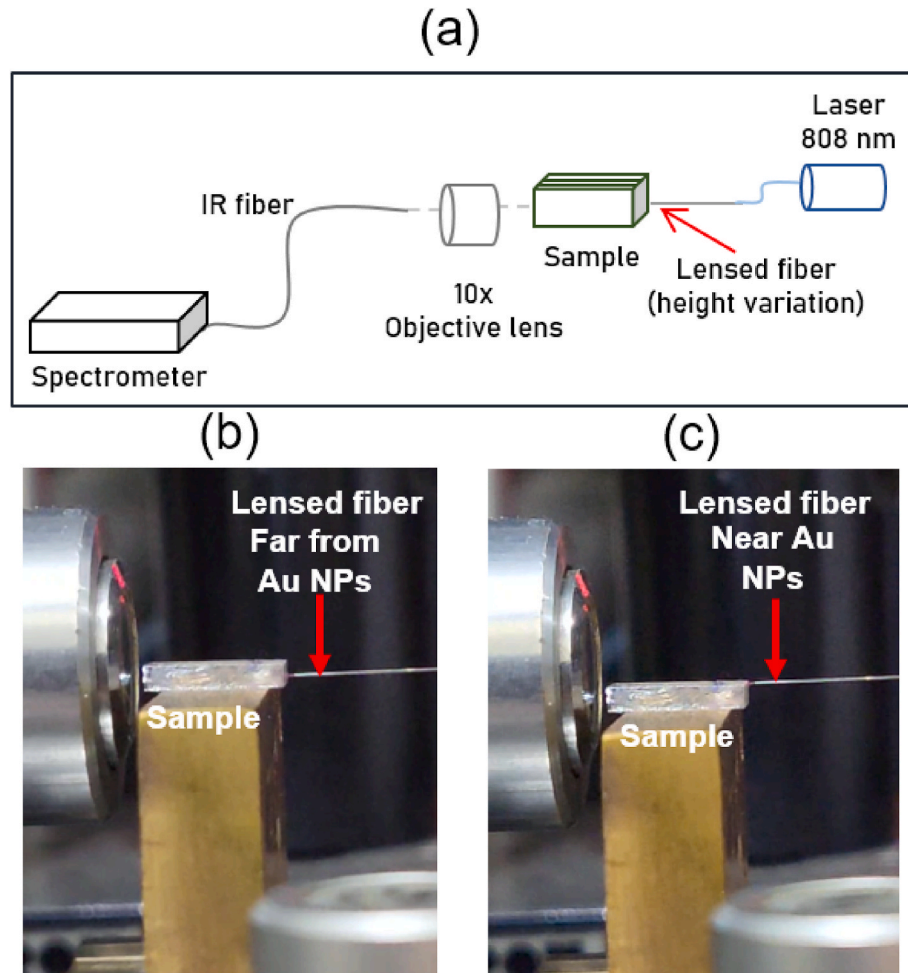 (a)
Laser
808 nm
IR fiber
Sample
Lensed fiber
(height variation)
10x
Objective lens
Spectrometer
(b)
(c)
Lensed fiber
Far from
Au NPs
Sample
Lensed fiber
Near Au
NPs
Sample